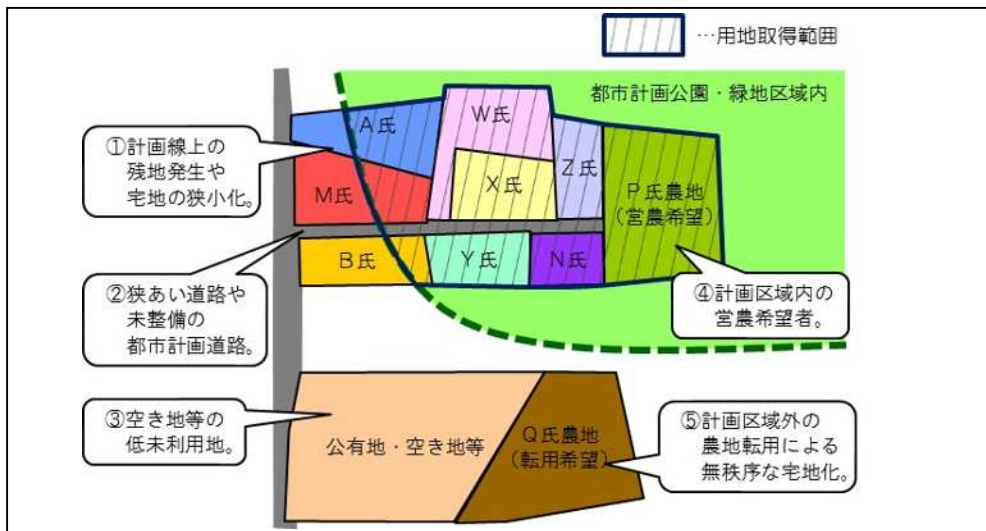 …用地取得範囲
都市計画公園・緑地区域内
①計画線上の
残地発生や
宅地の狭小化。
A氏
W氏
M氏
X氏
Z氏
P氏農地
(営農希望)
B氏
Y氏
N氏
②狭あい道路や
未整備の
都市計画道路。
④計画区域内の
営農希望者。
③空き地等の
低未利用地。
公有地・空き地等
Q氏農地
(転用希望)
⑤計画区域外の
農地転用による
無秩序な宅地化。